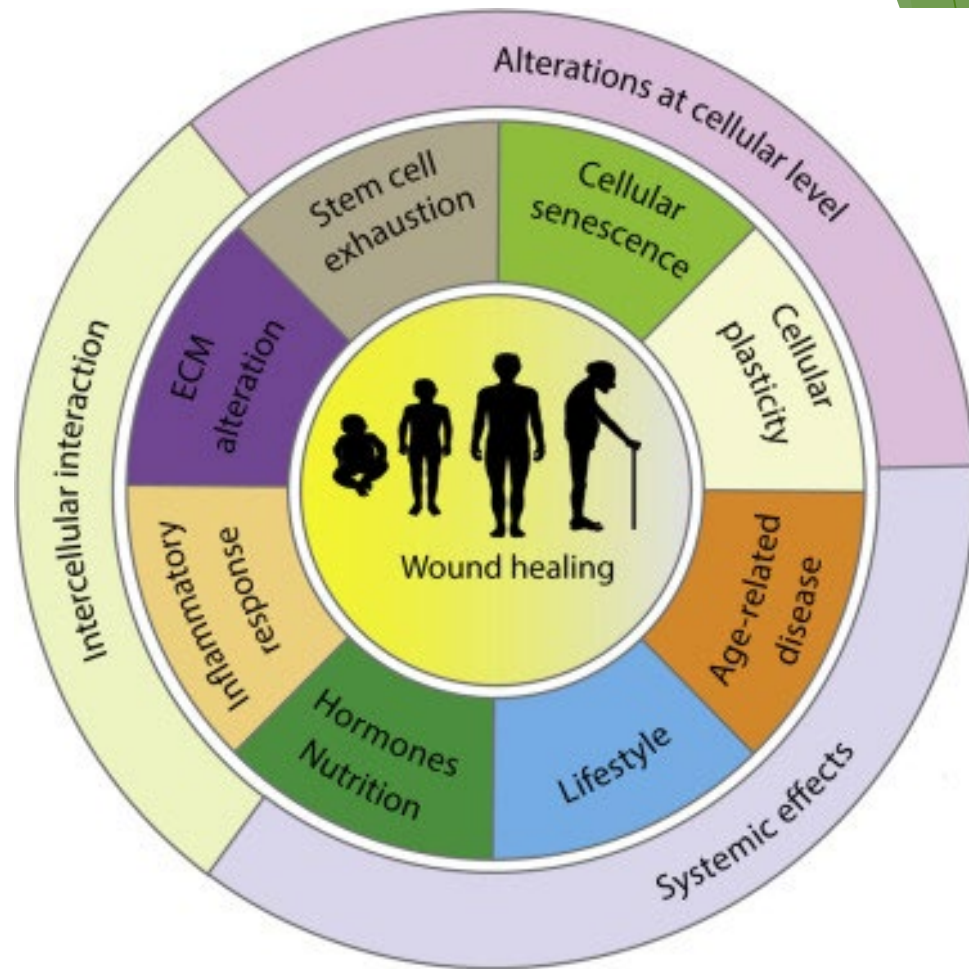 Alterations at cellular level
Stem cell
exhaustion
Cellular
senescence
Cellular
plasticity
ECM
alteration
Intercellular interaction
Wound healing
Inflammatory
response
Age-related
disease
Hormones
Nutrition
Lifestyle
Systemic effects